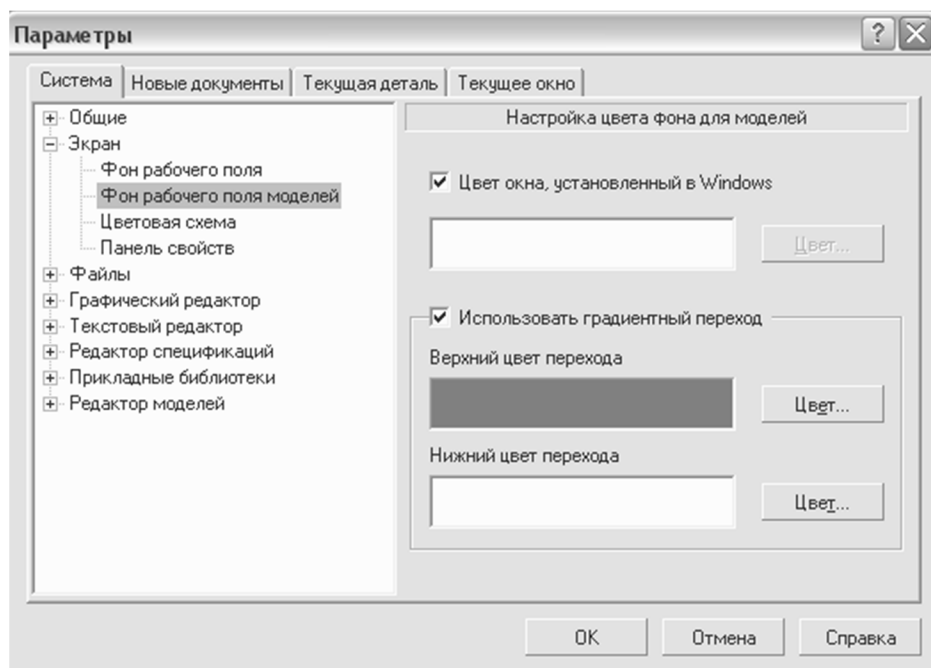 Параметры
Система
Новые документы
Текущая деталь
Текущее окно
Общие
Экран
Фон рабочего поля
Фон рабочего поля моделей
Цветовая схема
Панель свойств
Файлы
Графический редактор
Текстовый редактор
Редактор спецификаций
Прикладные библиотеки
Редактор моделей
Настройка цвета фона для моделей
Цвет окна, установленный в Windows
Цвет...
Использовать градиентный переход
Верхний цвет перехода
Цвет...
Нижний цвет перехода
Цвет...
OK
Отмена
Справка